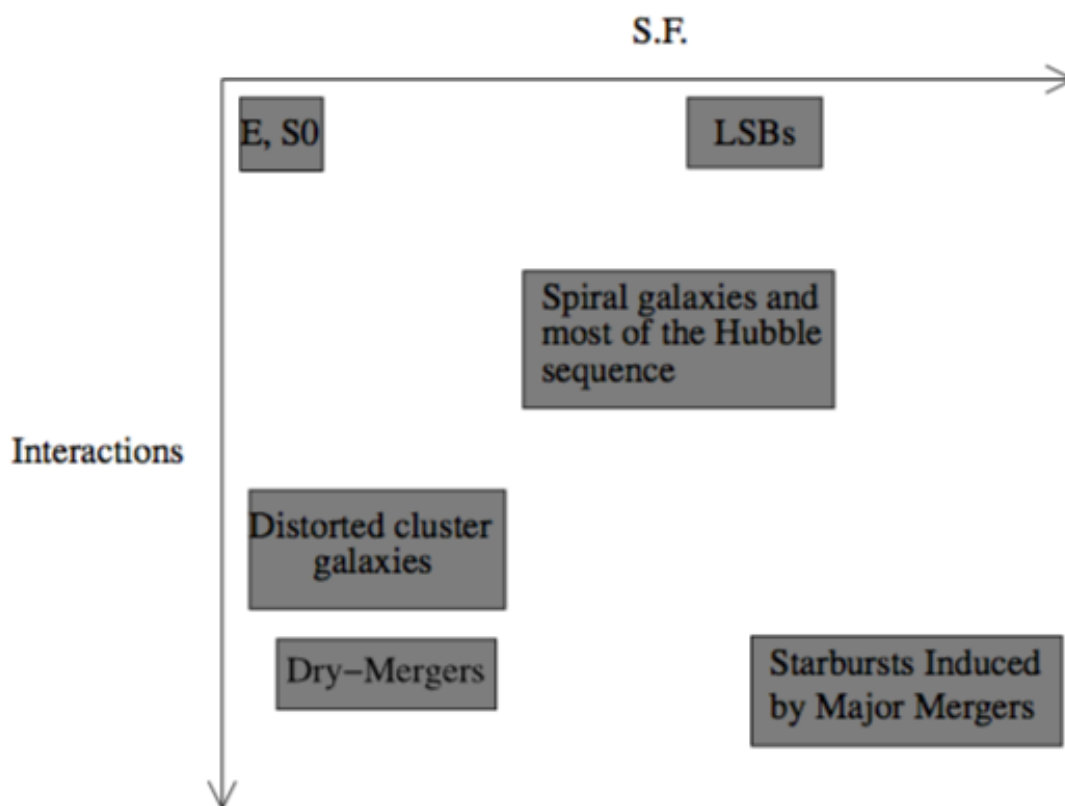 S.F.
E, S0
LSBs
Spiral galaxies and
most of the Hubble
sequence
Interactions
Distorted cluster
galaxies
Dry–Mergers
Starbursts Induced
by Major Mergers